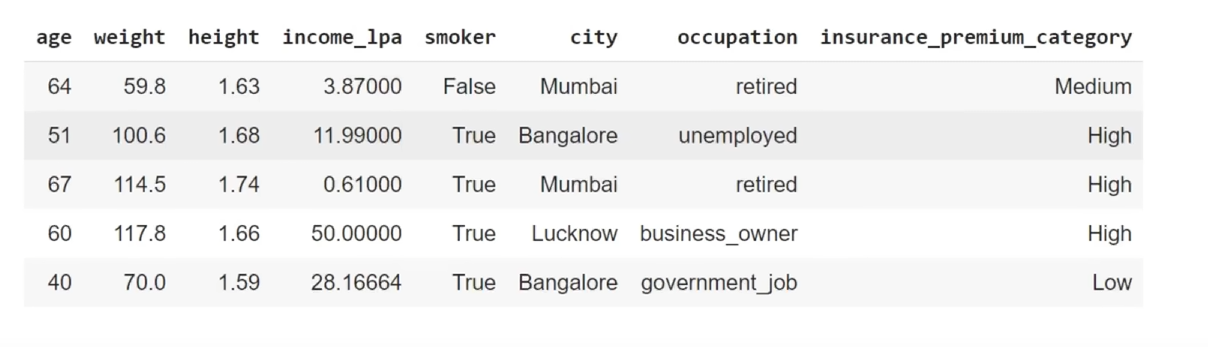 age weight height income_lpa smoker city occupation insurance_premium_category
64 59.8 1.63 3.87000 False Mumbai retired Medium
51 100.6 1.68 11.99000 True Bangalore unemployed High
67 114.5 1.74 0.61000 True Mumbai retired High
60 117.8 1.66 50.00000 True Lucknow business_owner High
40 70.0 1.59 28.16664 True Bangalore government_job Low